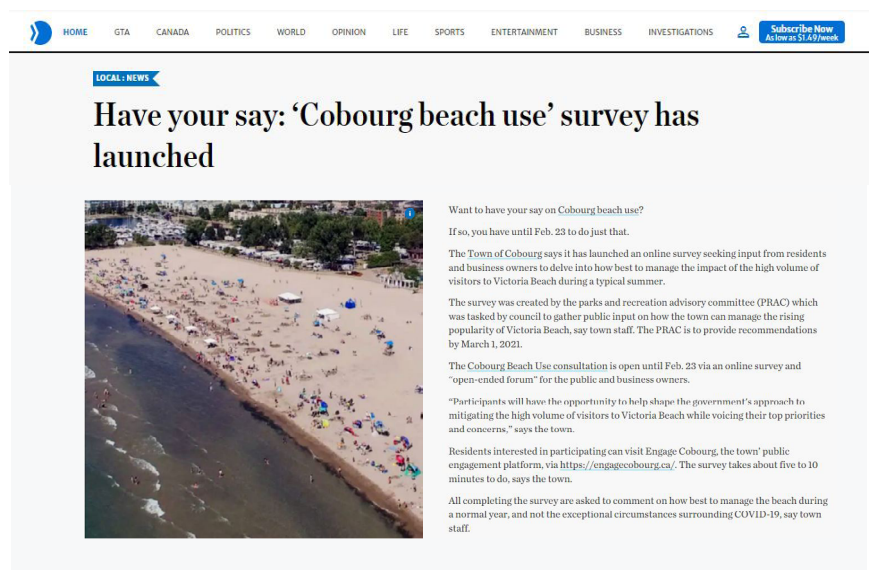 HOME GTA CANADA POLITICS WORLD OPINION LIFE SPORTS ENTERTAINMENT BUSINESS INVESTIGATIONS Subscribe Now
As low as $1.49/week
LOCAL : NEWS
Have your say: ‘Cobourg beach use’ survey has
launched
i
Want to have your say on Cobourg beach use?
If so, you have until Feb. 23 to do just that.
The Town of Cobourg says it has launched an online survey seeking input from residents
and business owners to delve into how best to manage the impact of the high volume of
visitors to Victoria Beach during a typical summer.
The survey was created by the parks and recreation advisory committee (PRAC) which
was tasked by council to gather public input on how the town can manage the rising
popularity of Victoria Beach, say town staff. The PRAC is to provide recommendations
by March 1, 2021.
The Cobourg Beach Use consultation is open until Feb. 23 via an online survey and
“open-ended forum” for the public and business owners.
“Participants will have the opportunity to help shape the government’s approach to
mitigating the high volume of visitors to Victoria Beach while voicing their top priorities
and concerns,” says the town.
Residents interested in participating can visit Engage Cobourg, the town’ public
engagement platform, via https://engagecobourg.ca/. The survey takes about five to 10
minutes to do, says the town.
All completing the survey are asked to comment on how best to manage the beach during
a normal year, and not the exceptional circumstances surrounding COVID-19, say town
staff.